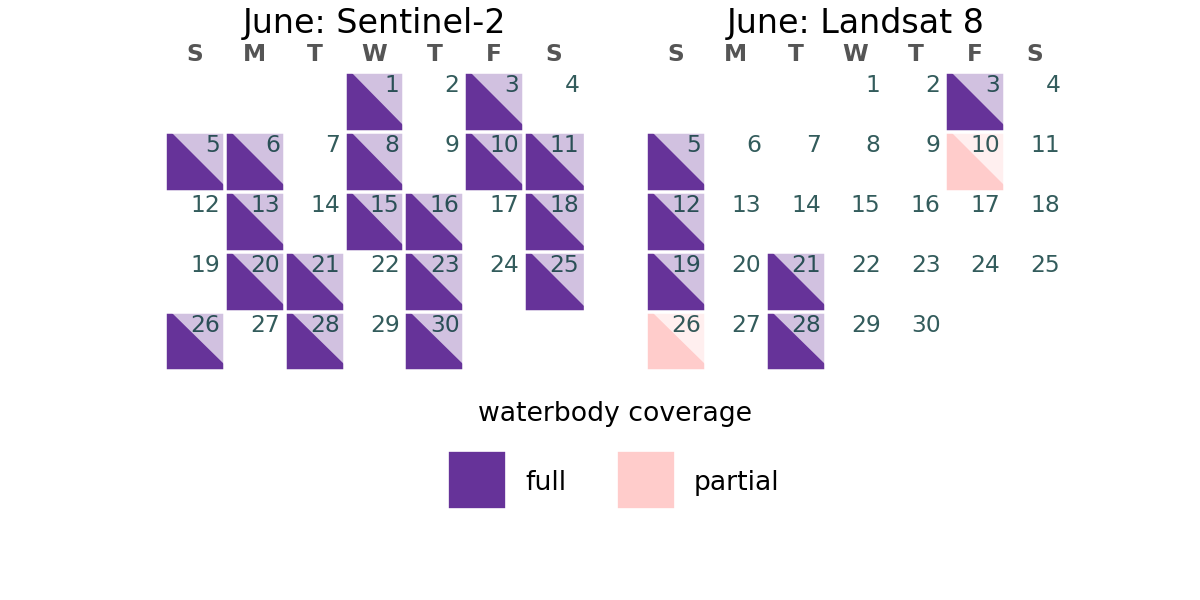 June: Sentinel-2
S M T W T F S
1 2 3 4
5 6 7 8 9 10 11
12 13 14 15 16 17 18
19 20 21 22 23 24 25
26 27 28 29 30
June: Landsat 8
S M T W T F S
1 2 3 4
5 6 7 8 9 10 11
12 13 14 15 16 17 18
19 20 21 22 23 24 25
26 27 28 29 30
waterbody coverage
full
partial